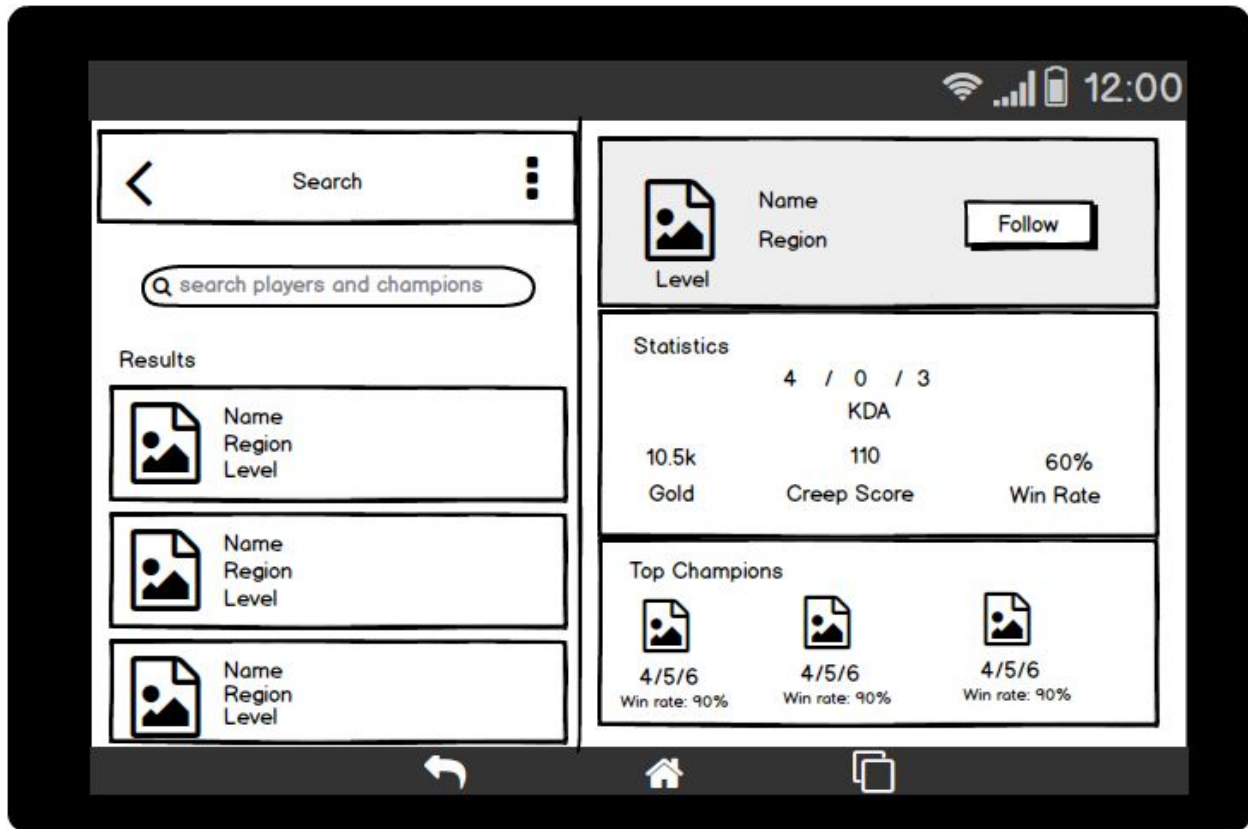 12:00
Search
search players and champions
Results
Name
Region
Level
Name
Region
Level
Name
Region
Level
Name
Region
Level
Follow
Statistics
4 / 0 / 3
KDA
10.5k 110 60%
Gold Creep Score Win Rate
Top Champions
4/5/6 4/5/6 4/5/6
Win rate: 90% Win rate: 90% Win rate: 90%